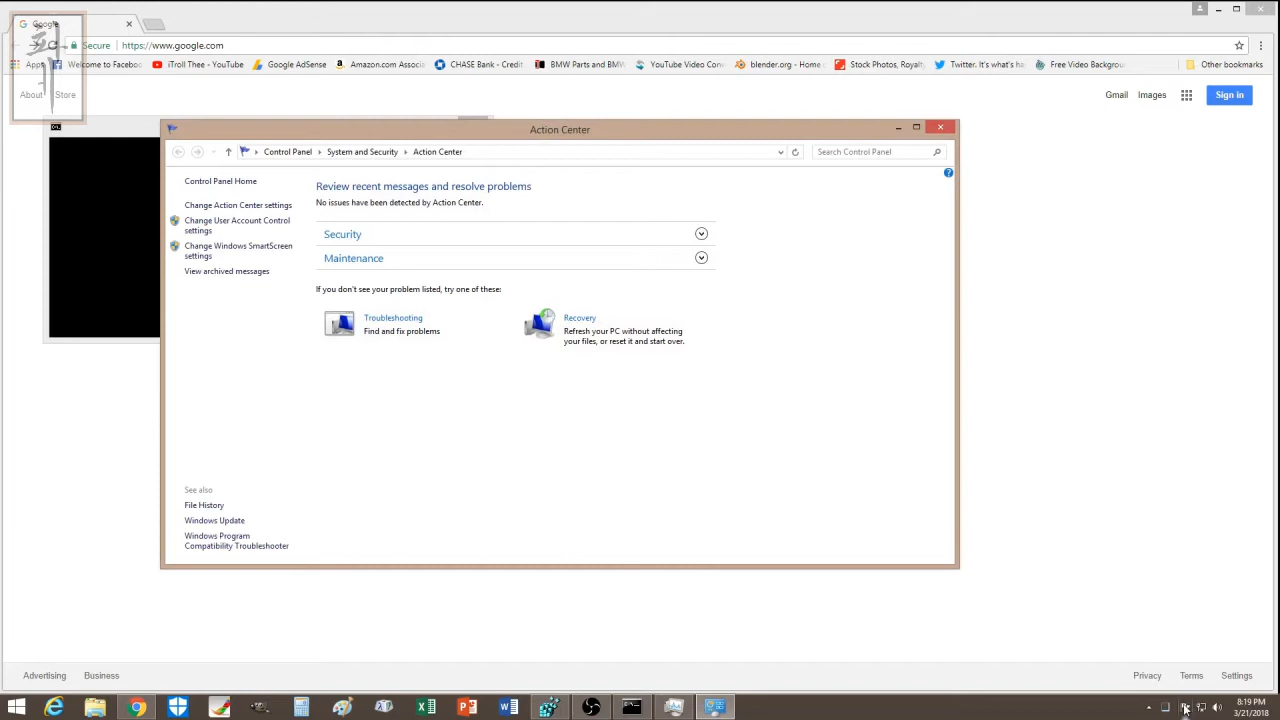 Google
Secure https://www.google.com
Apps Welcome to Faceboo iTroll Thee - YouTube Google AdSense Amazon.com Associa CHASE Bank - Credit BMW Parts and BMW YouTube Video Con blender.org - Home Stock Photos, Royalt Twitter. It's what's ha Free Video Backgrou Other bookmarks
About Store
Gmail Images Sign in
Action Center
Control Panel System and Security Action Center
Search Control Panel
Control Panel Home
Change Action Center settings
Change User Account Control
settings
Change Windows SmartScreen
settings
View archived messages
Review recent messages and resolve problems
No issues have been detected by Action Center.
Security
Maintenance
If you don't see your problem listed, try one of these:
Troubleshooting
Find and fix problems
Recovery
Refresh your PC without affecting
your files, or reset it and start over.
See also
File History
Windows Update
Windows Program
Compatibility Troubleshooter
Advertising Business
Privacy Terms Settings
8:19 PM
3/21/2018